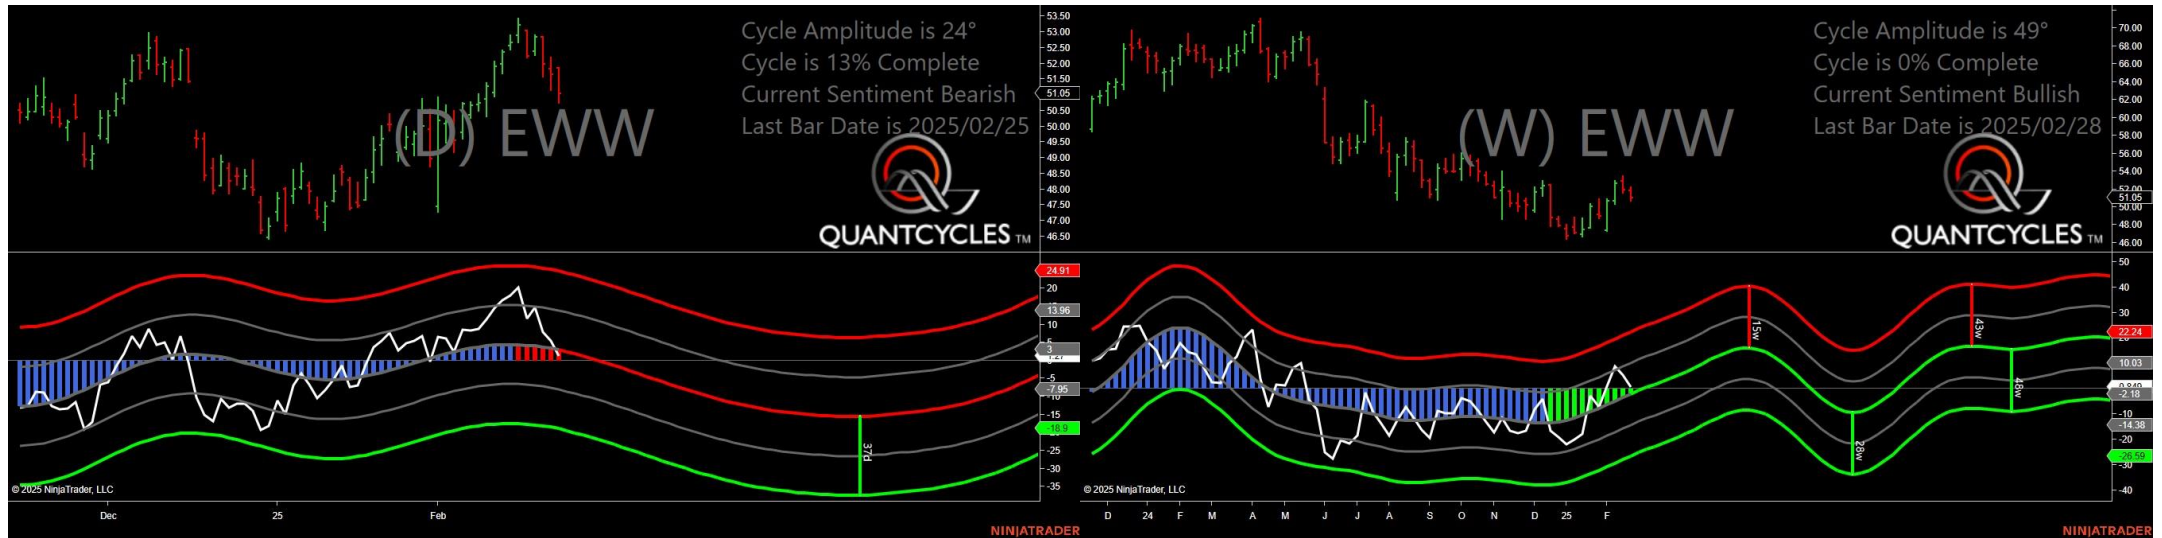 Cycle Amplitude is 24°
Cycle is 13% Complete
Current Sentiment Bearish
Last Bar Date is 2025/02/25
(D) EWW
QUANTCYCLES TM
53.50
53.00
52.50
52.00
51.50
51.05
50.50
50.00
49.50
49.00
48.50
48.00
47.50
47.00
46.50
24.91
20
13.96
10
3
-5
-7.95
-15
-18.9
-25
-30
-35
37d
© 2025 NinjaTrader, LLC
Dec
25
Feb
NINJATRADER
Cycle Amplitude is 49°
Cycle is 0% Complete
Current Sentiment Bullish
Last Bar Date is 2025/02/28
(W) EWW
QUANTCYCLES TM
70.00
68.00
66.00
64.00
62.00
60.00
58.00
56.00
54.00
52.00
51.05
50.00
48.00
46.00
50
40
30
22.24
10.03
0.849
-2.18
-10
-14.38
-20
-26.59
-30
-40
15w
28w
43w
48w
© 2025 NinjaTrader, LLC
D 24 F M A M J J A S O N D 25 F
NINJATRADER